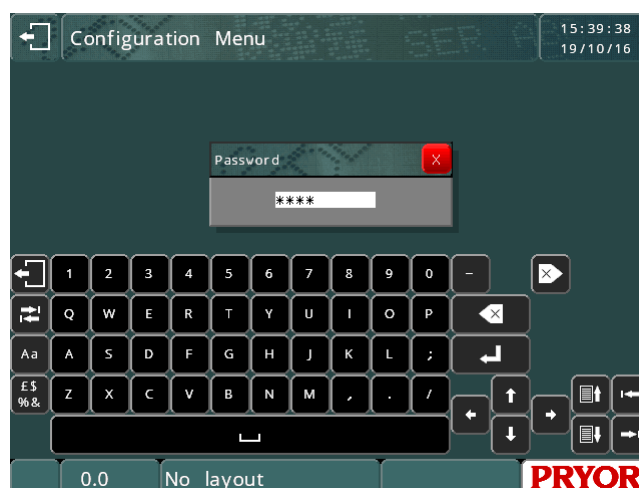 Configuration Menu
15:39:38
19/10/16
Password
X
****
1 2 3 4 5 6 7 8 9 0 -
Q W E R T Y U I O P
Aa A S D F G H J K L ;
£$
%& Z X C V B N M , . /
0.0 No layout
PRYOR